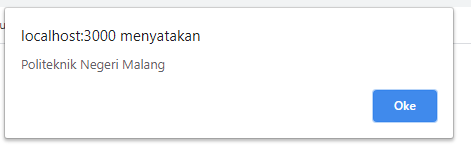 localhost:3000 menyatakan
Politeknik Negeri Malang
Oke